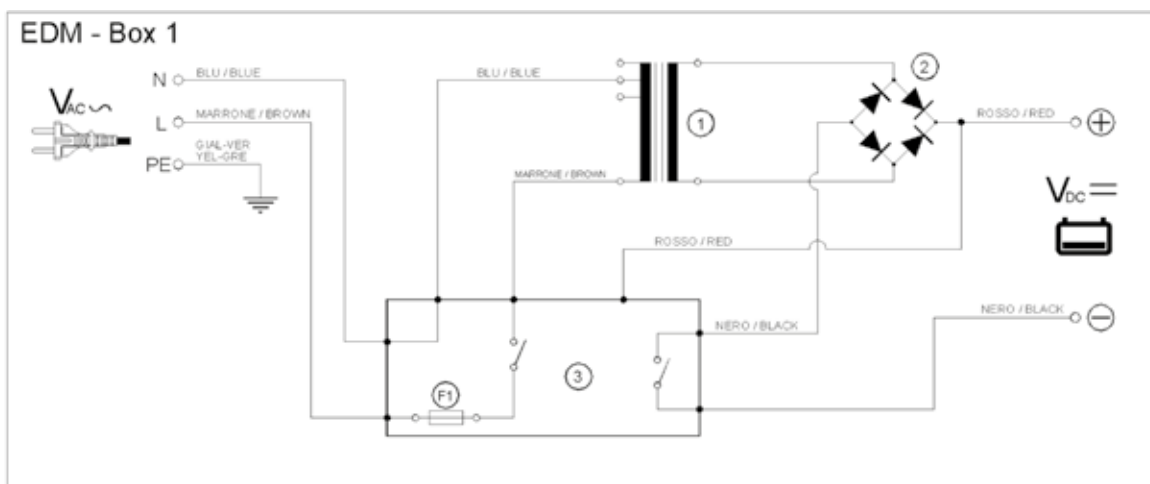 EDM - Box 1
N
BLU / BLUE
BLU / BLUE
2
VAC
L
MARRONE / BROWN
1
ROSSO / RED
+
PE
GIAL-VER
YEL-GRE
MARRONE / BROWN
VDC
ROSSO / RED
NERO / BLACK
NERO / BLACK
−
3
F1